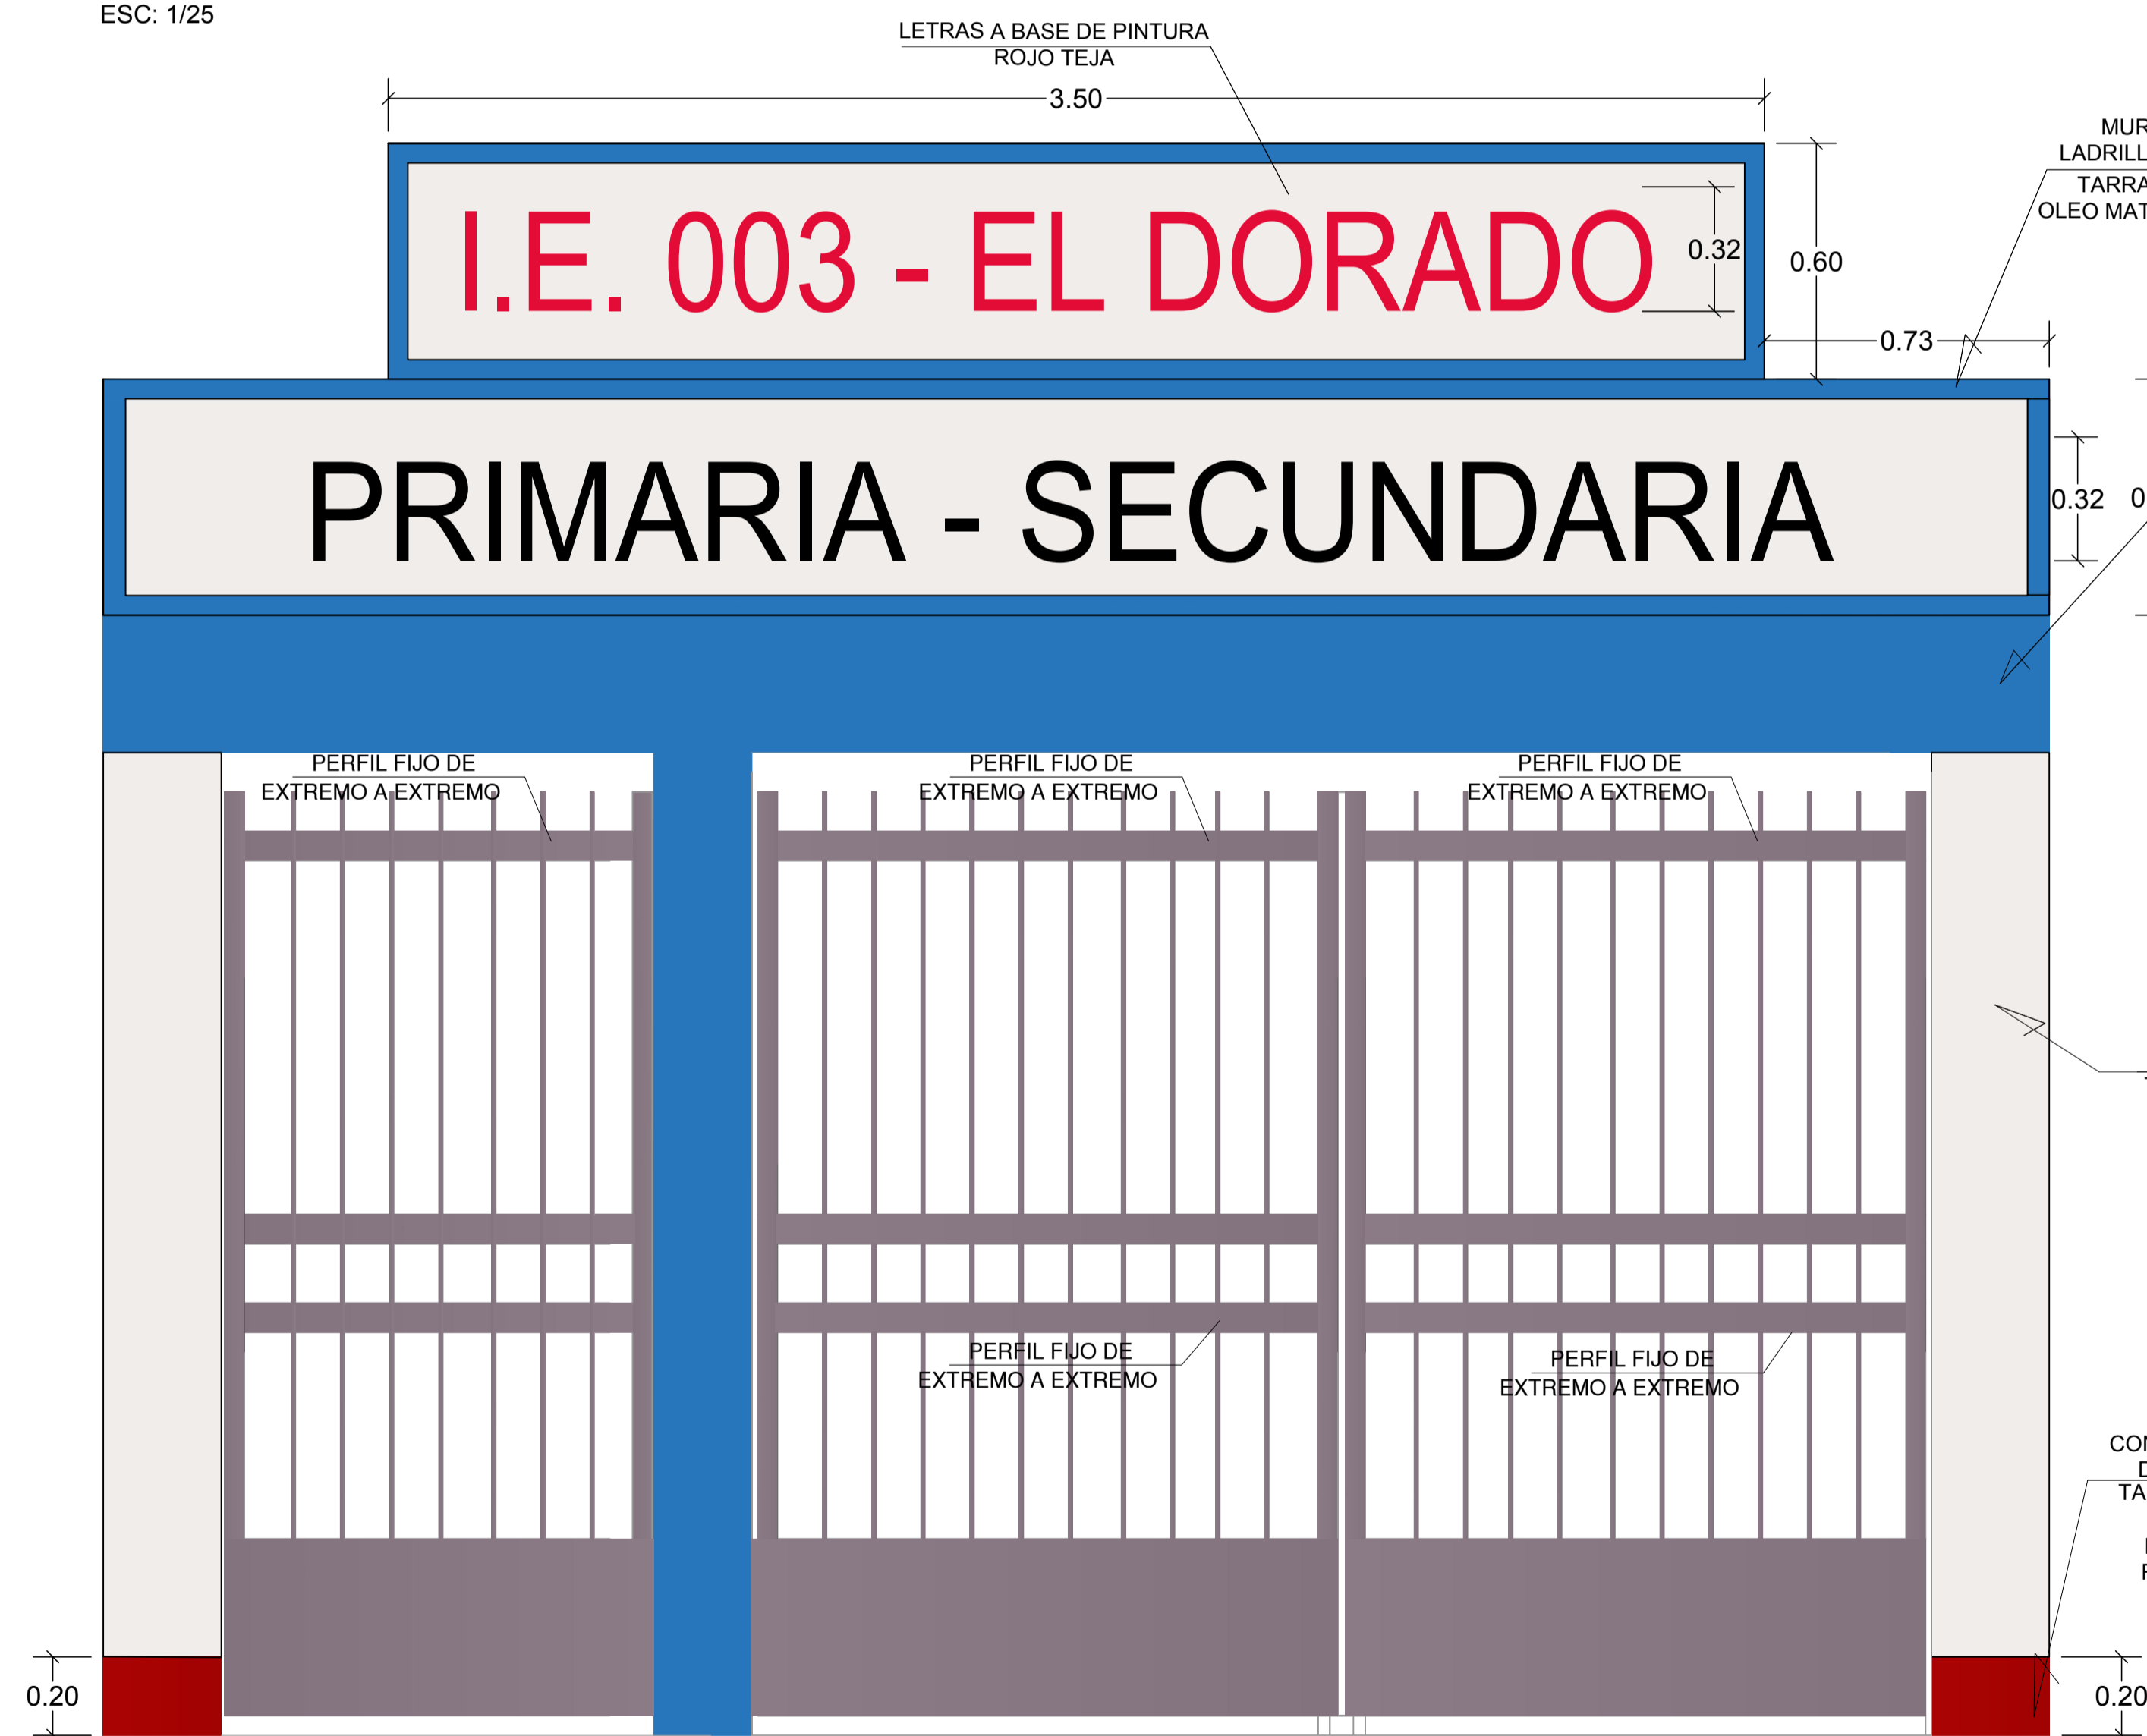 ESC: 1/25
LETRAS A BASE DE PINTURA
ROJO TEJA
3.50
I.E. 003 - EL DORADO
0.32
0.60
0.73
OLEO
PRIMARIA - SECUNDARIA
0.32
PERFIL FIJO DE
EXTREMO A EXTREMO
PERFIL FIJO DE
EXTREMO A EXTREMO
PERFIL FIJO DE
EXTREMO A EXTREMO
PERFIL FIJO DE
EXTREMO A EXTREMO
PERFIL FIJO DE
EXTREMO A EXTREMO
0.20
0.20